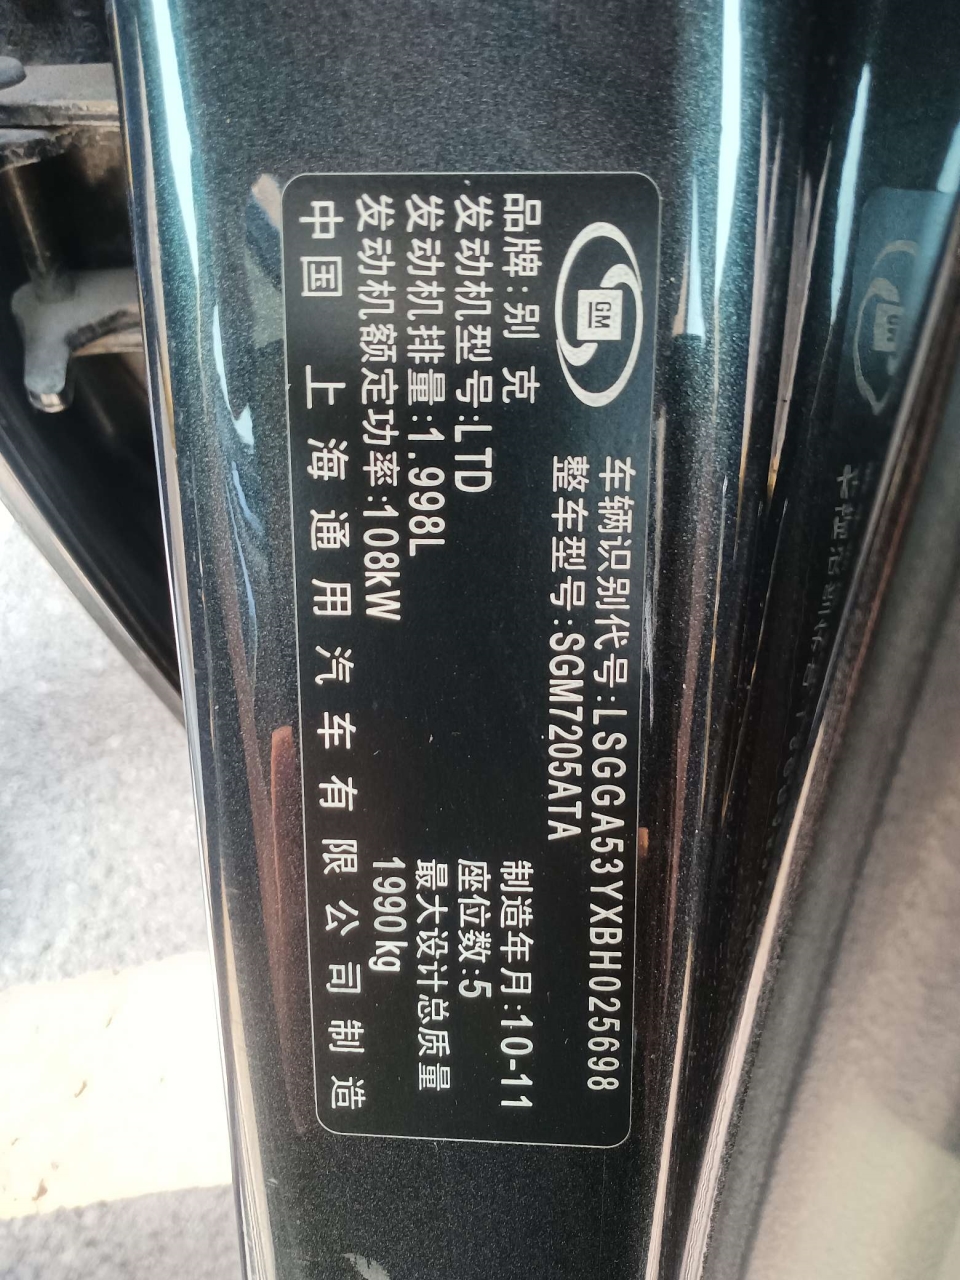 GM
车辆识别代号:LSGGA53YXBH025698
整车型号:SGM7205ATA
品牌:别 克
制造年月:10-11
发动机型号:LTD
座位数:5
发动机排量:1.998L
最大设计总质量
发动机额定功率:108kW
1990kg
中国 上海通用汽车有限公司制造